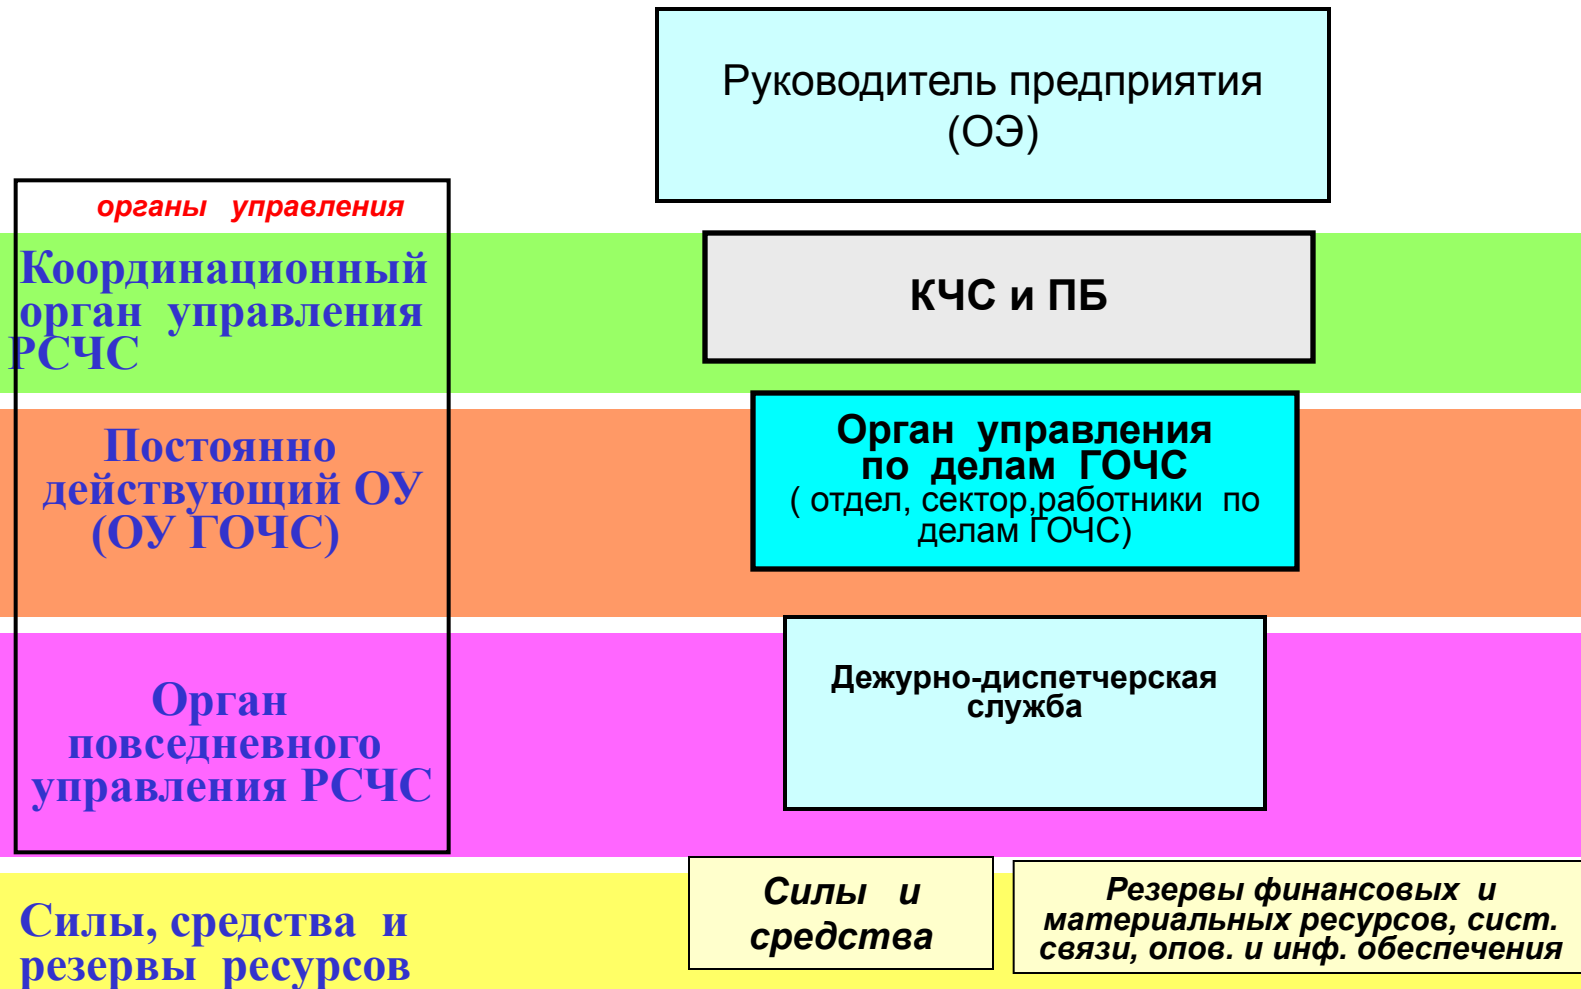 Руководитель предприятия
(ОЭ)
органы управления
Координационный
орган управления
РСЧС
КЧС и ПБ
Постоянно
действующий ОУ
(ОУ ГОЧС)
Орган управления
по делам ГОЧС
( отдел, сектор,работники по
делам ГОЧС)
Орган
повседневного
управления РСЧС
Дежурно-диспетчерская
служба
Силы, средства и
резервы ресурсов
Силы и
средства
Резервы финансовых и
материальных ресурсов, сист.
связи, опов. и инф. обеспечения